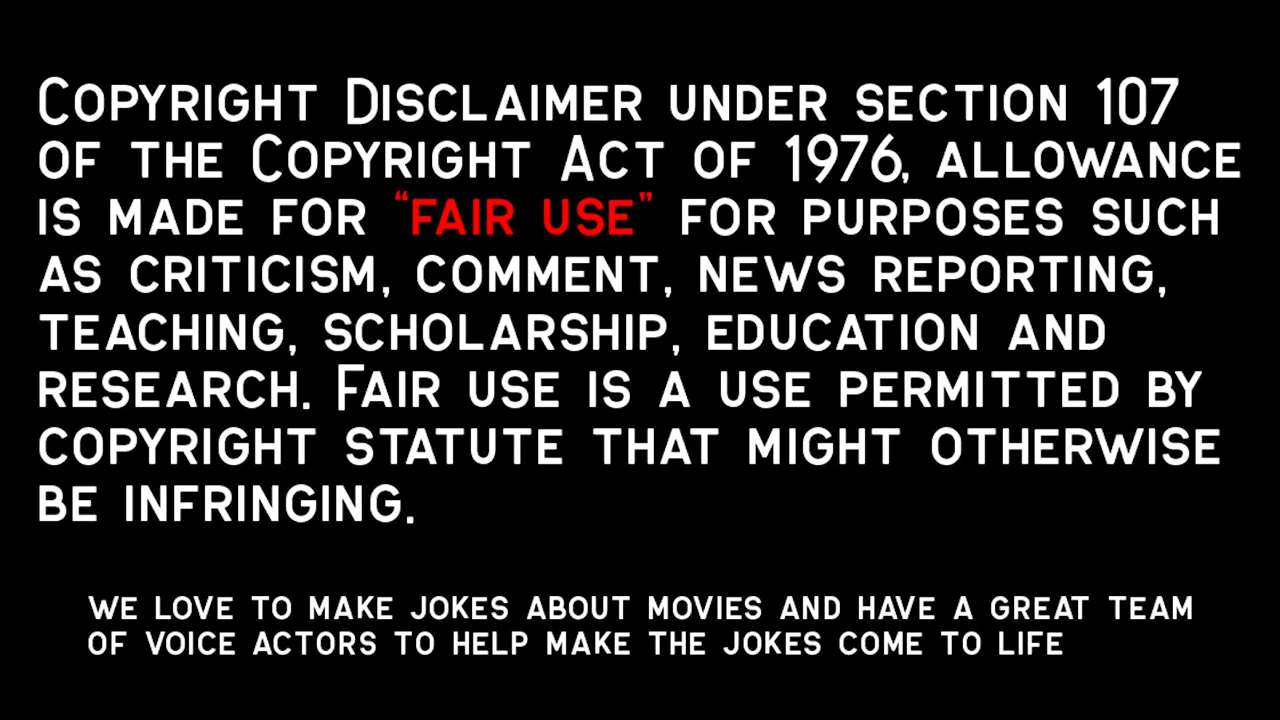 Copyright Disclaimer under section 107
of the Copyright Act of 1976, allowance
is made for “fair use” for purposes such
as criticism, comment, news reporting,
teaching, scholarship, education and
research. Fair use is a use permitted by
copyright statute that might otherwise
be infringing.
we love to make jokes about movies and have a great team
of voice actors to help make the jokes come to life